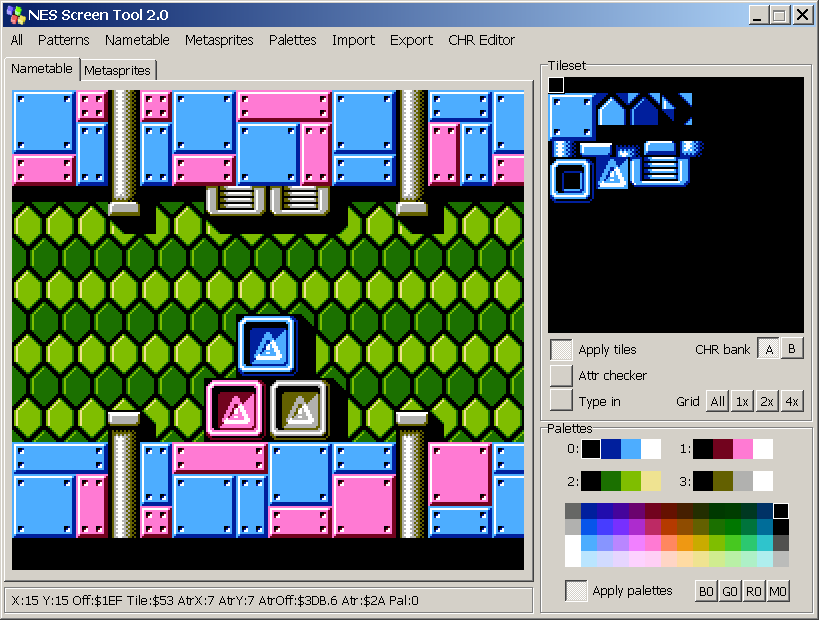 NES Screen Tool 2.0
All Patterns Nametable Metasprites Palettes Import Export CHR Editor
Nametable Metasprites
Tileset
Apply tiles CHR bank A B
Attr checker
Type in Grid All 1x 2x 4x
Palettes
0: 1:
2: 3:
Apply palettes B0 G0 R0 M0
X:15 Y:15 Off:$1EF Tile:$53 AtrX:7 AtrY:7 AtrOff:$3DB.6 Atr:$2A Pal:0